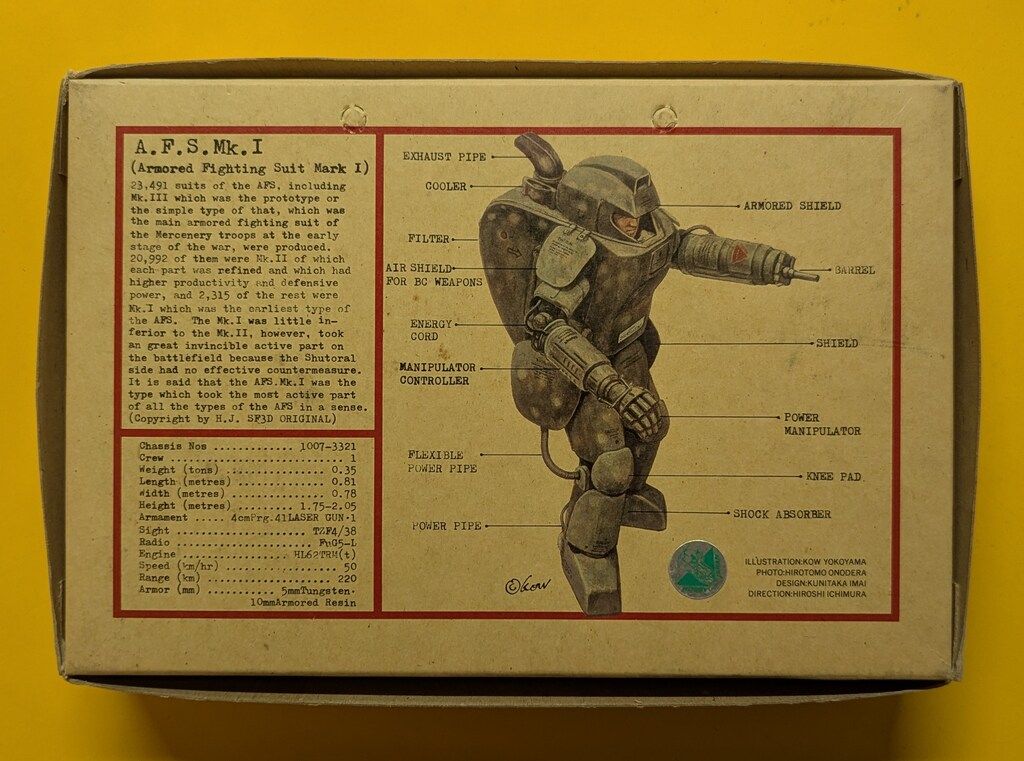 A.F.S.Mk.I
(Armored Fighting Suit Mark I)
23,491 suits of the AFS, including
Mk.III which was the prototype or
the simple type of that, which was
the main armored fighting suit of
the Mercenery troops at the early
stage of the war, were produced.
20,992 of them were Mk.II of which
each part was refined and which had
higher productivity and defensive
power, and 2,315 of the rest were
Mk.I which was the earliest type of
the AFS. The Mk.I was little in-
ferior to the Mk.II, however, took
an great invincible active part on
the battlefield because the Shutoral
side had no effective countermeasure.
It is said that the AFS.Mk.I was the
type which took the most active part
of all the types of the AFS in a sense.
(Copyright by H.J. SF3D ORIGINAL)
Chassis Nos ............. 1007-3321
Crew ............................ 1
Weight (tons) ................ 0.35
Length (metres) .............. 0.81
Width (metres) ............... 0.78
Height (metres) ......... 1.75-2.05
Armament ..... 4cmFrg.41LASER GUN·1
Sight ..................... TZF4/38
Radio ...................... FuG5-L
Engine ................. HL62TRM(t)
Speed (km/hr) .................. 50
Range (km) .................... 220
Armor (mm) ........... 5mmTungsten·
10mmArmored Resin
EXHAUST PIPE
COOLER
FILTER
AIR SHIELD
FOR BC WEAPONS
ENERGY
CORD
MANIPULATOR
CONTROLLER
FLEXIBLE
POWER PIPE
POWER PIPE
ARMORED SHIELD
BARREL
SHIELD
POWER
MANIPULATOR
KNEE PAD
SHOCK ABSORBER
©Kow
ILLUSTRATION:KOW YOKOYAMA
PHOTO:HIROTOMO ONODERA
DESIGN:KUNITAKA IMAI
DIRECTION:HIROSHI ICHIMURA